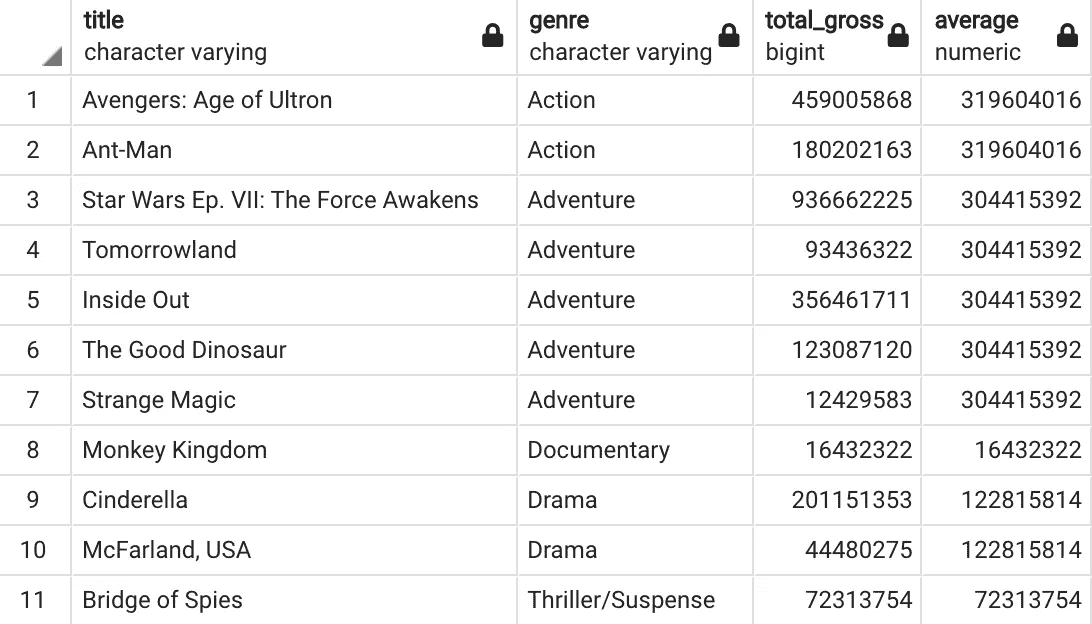 title genre total_gross average
character varying character varying bigint numeric
1 Avengers: Age of Ultron Action 459005868 319604016
2 Ant-Man Action 180202163 319604016
3 Star Wars Ep. VII: The Force Awakens Adventure 936662225 304415392
4 Tomorrowland Adventure 93436322 304415392
5 Inside Out Adventure 356461711 304415392
6 The Good Dinosaur Adventure 123087120 304415392
7 Strange Magic Adventure 12429583 304415392
8 Monkey Kingdom Documentary 16432322 16432322
9 Cinderella Drama 201151353 122815814
10 McFarland, USA Drama 44480275 122815814
11 Bridge of Spies Thriller/Suspense 72313754 72313754